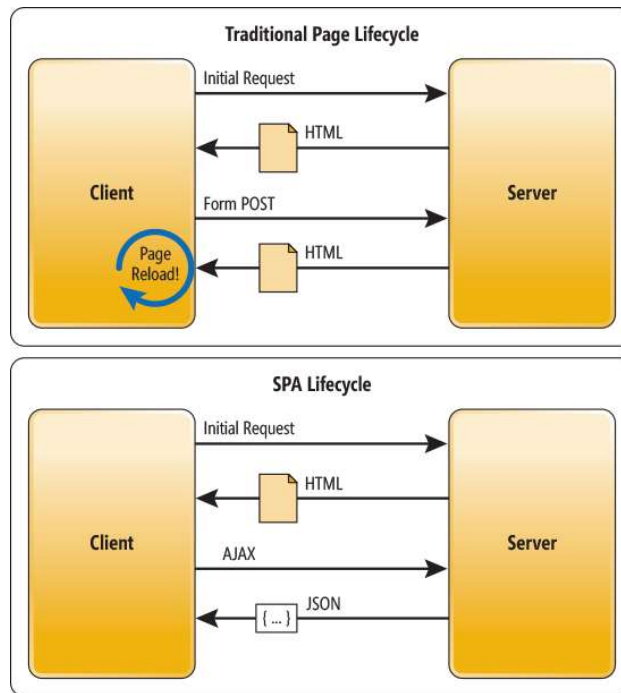 Traditional Page Lifecycle
Initial Request
HTML
Client
Server
Form POST
HTML
Page
Reload!
SPA Lifecycle
Initial Request
HTML
Client
Server
AJAX
JSON
{ ... }